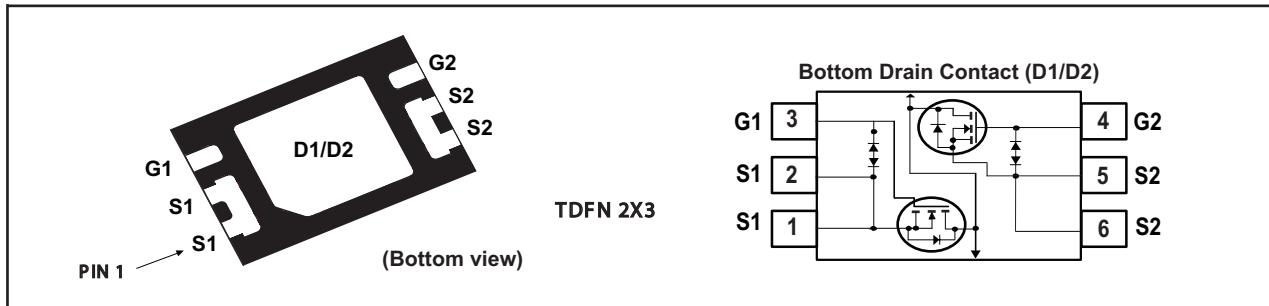 G2
S2
S2
D1/D2
G1
S1
S1
PIN 1
(Bottom view)
TDFN 2X3
Bottom Drain Contact (D1/D2)
G1 3
4 G2
S1 2
5 S2
S1 1
6 S2